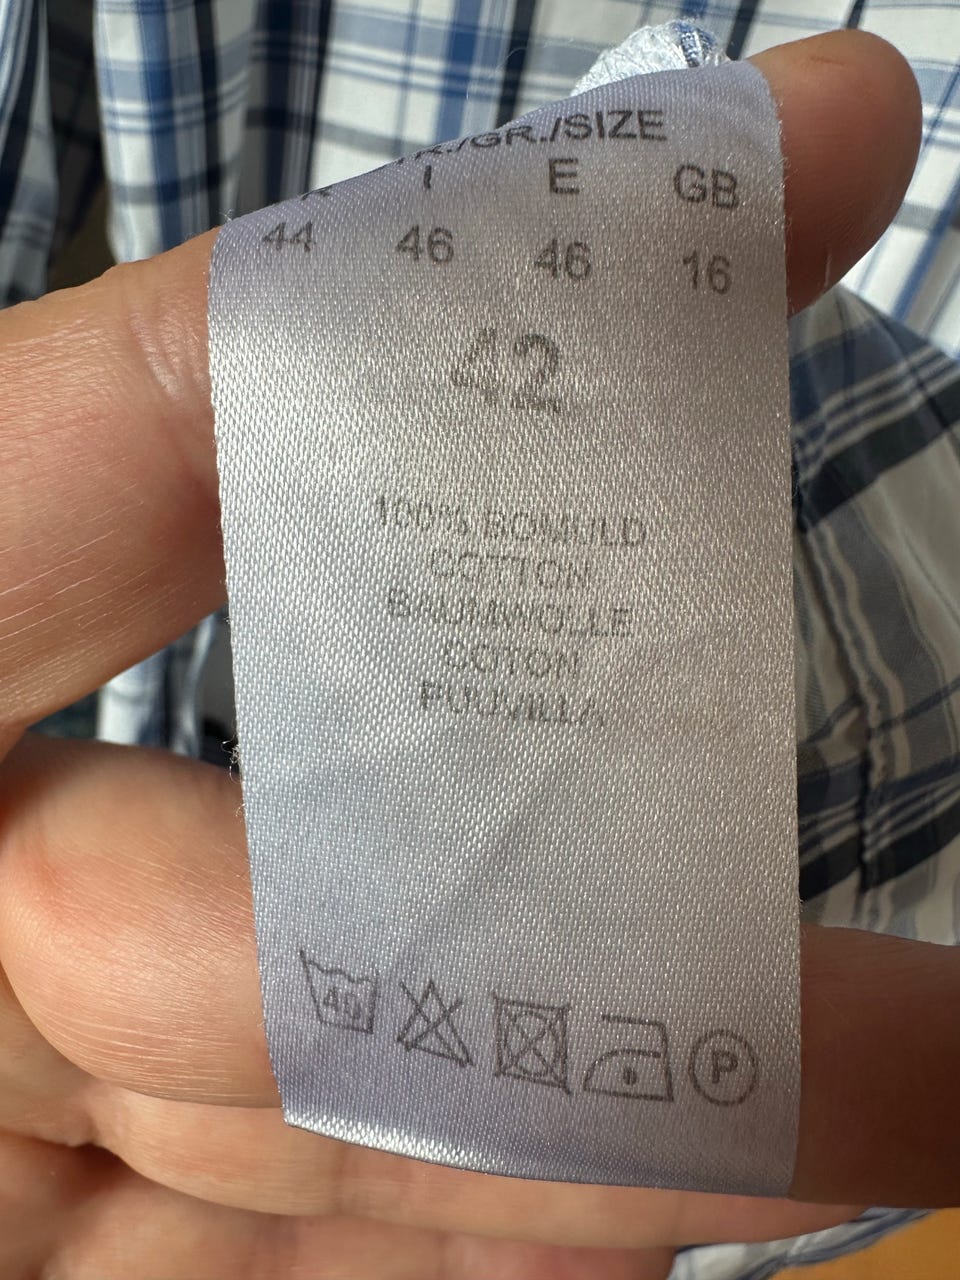 /GR./SIZE
I E GB
44 46 46 16
42
100% BOMULD
COTTON
BAUMWOLLE
COTON
PUUVILLA
40
P